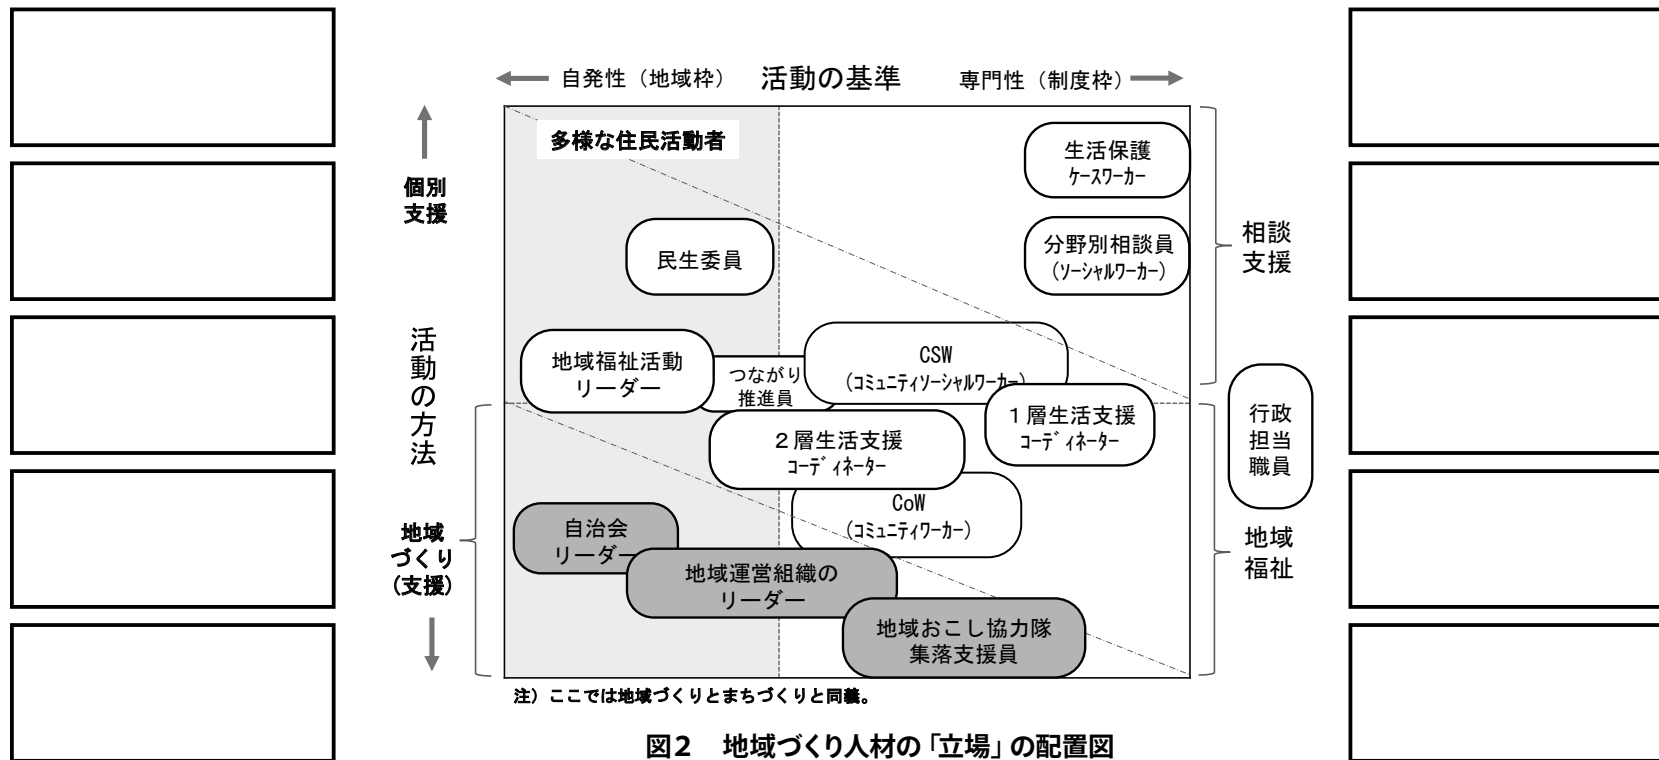 自発性（地域枠）
活動の基準
専門性（制度枠）
多様な住民活動者
個別
支援
生活保護
ケースワーカー
民生委員
分野別相談員
（ソーシャルワーカー）
相談
支援
活動の方法
地域福祉活動
リーダー
つながり
推進員
CSW
（コミュニティソーシャルワーカー）
１層生活支援
コーディネーター
２層生活支援
コーディネーター
行政
担当
職員
CoW
（コミュニティワーカー）
地域
づくり
（支援）
自治会
リーダー
地域運営組織の
リーダー
地域おこし協力隊
集落支援員
地域
福祉
注）ここでは地域づくりとまちづくりと同義。
図２　地域づくり人材の「立場」の配置図